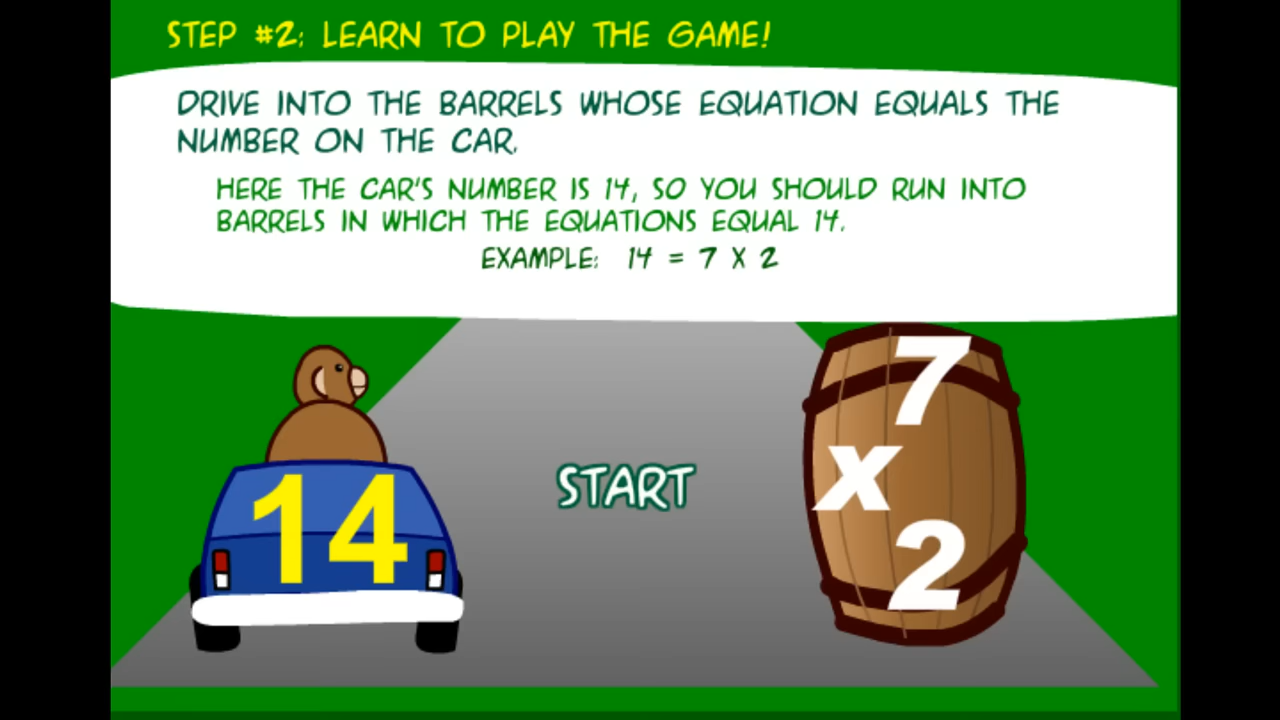 STEP #2: LEARN TO PLAY THE GAME!
DRIVE INTO THE BARRELS WHOSE EQUATION EQUALS THE
NUMBER ON THE CAR.
HERE THE CAR'S NUMBER IS 14, SO YOU SHOULD RUN INTO
BARRELS IN WHICH THE EQUATIONS EQUAL 14.
EXAMPLE: 14 = 7 X 2
14
START
7
x
2